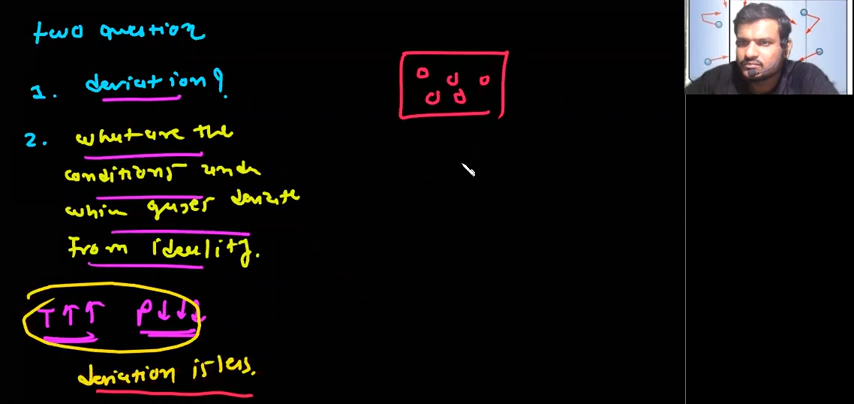 two question
1. deviation?
2. what are the
conditions under
which gases deviate
from ideality.
T↑↑↑ P↓↓↓
deviation is less.